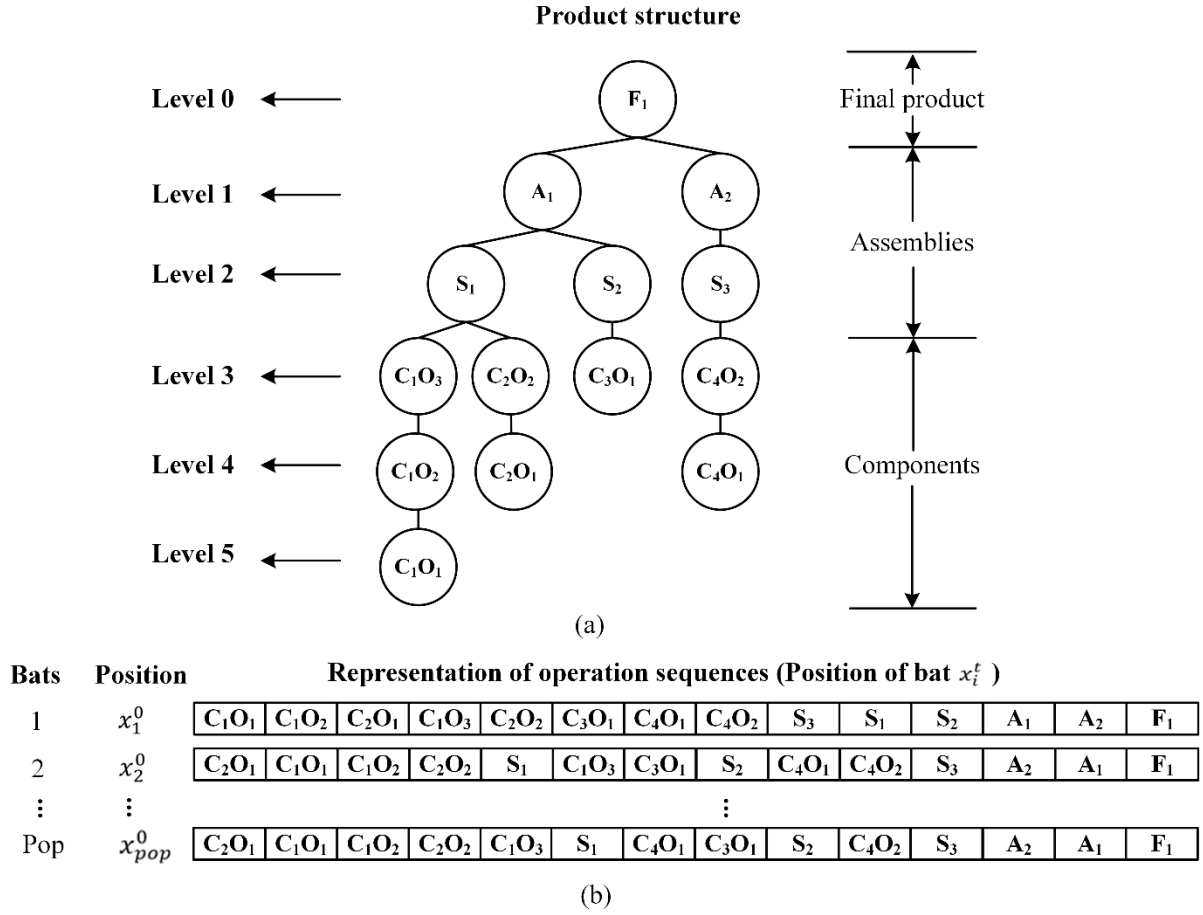 Product structure
Level 0
F₁
Final product
Level 1
A₁
A₂
Assemblies
Level 2
S₁
S₂
S₃
Level 3
C₁O₃
C₂O₂
C₃O₁
C₄O₂
Level 4
C₁O₂
C₂O₁
C₄O₁
Components
Level 5
C₁O₁
(a)
Bats Position Representation of operation sequences (Position of bat $x_i^t$ )
1 $x_1^0$ C₁O₁ C₁O₂ C₂O₁ C₁O₃ C₂O₂ C₃O₁ C₄O₁ C₄O₂ S₃ S₁ S₂ A₁ A₂ F₁
2 $x_2^0$ C₂O₁ C₁O₁ C₁O₂ C₂O₂ S₁ C₁O₃ C₃O₁ S₂ C₄O₁ C₄O₂ S₃ A₂ A₁ F₁
⋮ ⋮ ⋮
Pop $x_{pop}^0$ C₂O₁ C₁O₁ C₁O₂ C₂O₂ C₁O₃ S₁ C₄O₁ C₃O₁ S₂ C₄O₂ S₃ A₂ A₁ F₁
(b)